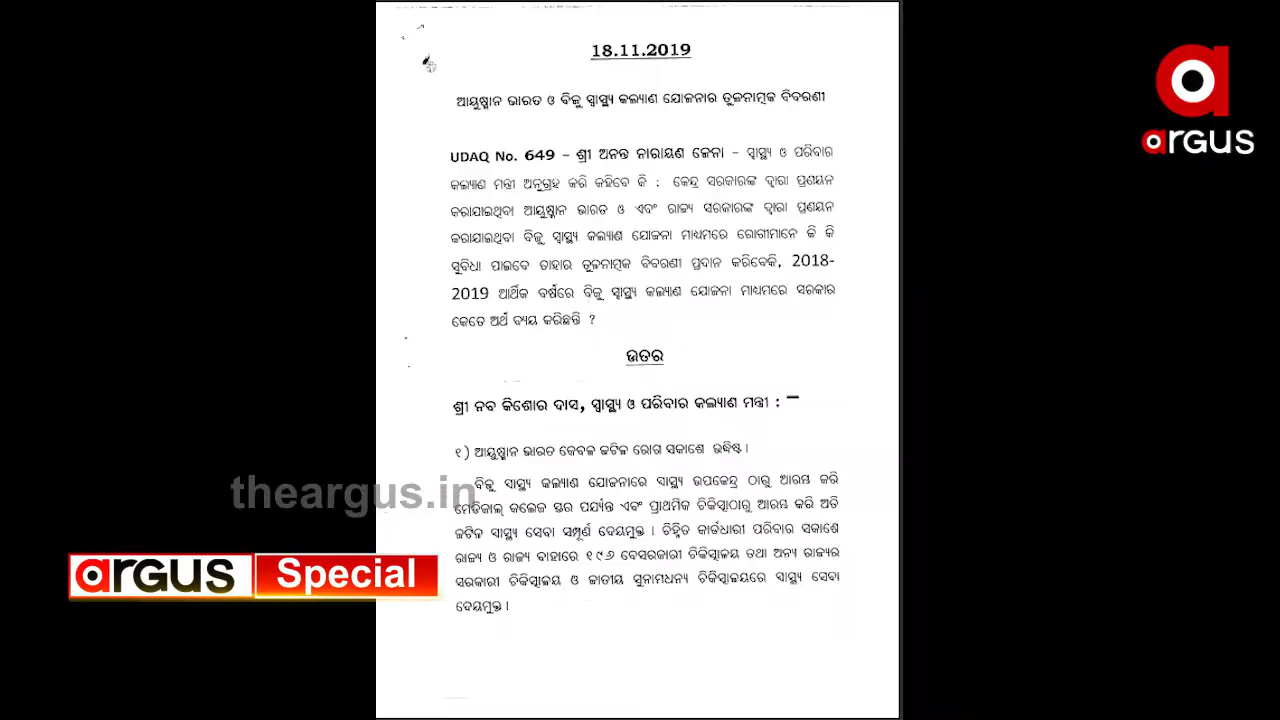 18.11.2019
argus
ଆୟୁଷ୍ମାନ ଭାରତ ଓ ବିଜୁ ସ୍ୱାସ୍ଥ୍ୟ କଲ୍ୟାଣ ଯୋଜନାର ତୁଳନାତ୍ମକ ବିବରଣୀ
UDAQ No. 649 – ଶ୍ରୀ ଅନନ୍ତ ନାରାୟଣ ଜେନା – ସ୍ୱାସ୍ଥ୍ୟ ଓ ପରିବାର
କଲ୍ୟାଣ ମନ୍ତ୍ରୀ ଅନୁଗ୍ରହ କରି କହିବେ କି : କେନ୍ଦ୍ର ସରକାରଙ୍କ ଦ୍ୱାରା ପ୍ରଣୟନ
କରାଯାଇଥିବା ଆୟୁଷ୍ମାନ ଭାରତ ଓ ଏବଂ ରାଜ୍ୟ ସରକାରଙ୍କ ଦ୍ୱାରା ପ୍ରଣୟନ
କରାଯାଇଥିବା ବିଜୁ ସ୍ୱାସ୍ଥ୍ୟ କଲ୍ୟାଣ ଯୋଜନା ମାଧ୍ୟମରେ ରୋଗୀମାନେ କି କି
ସୁବିଧା ପାଇବେ ତାହାର ତୁଳନାତ୍ମକ ବିବରଣୀ ପ୍ରଦାନ କରିବେକି, 2018-
2019 ଆର୍ଥିକ ବର୍ଷରେ ବିଜୁ ସ୍ୱାସ୍ଥ୍ୟ କଲ୍ୟାଣ ଯୋଜନା ମାଧ୍ୟମରେ ସରକାର
କେତେ ଅର୍ଥ ବ୍ୟୟ କରିଛନ୍ତି ?
ଉତର
ଶ୍ରୀ ନବ କିଶୋର ଦାସ, ସ୍ୱାସ୍ଥ୍ୟ ଓ ପରିବାର କଲ୍ୟାଣ ମନ୍ତ୍ରୀ : –
୧) ଆୟୁଷ୍ମାନ ଭାରତ କେବଳ ଜଟିଳ ରୋଗ ସକାଶେ ଉଦ୍ଧିଷ୍ଟ।
ବିଜୁ ସ୍ୱାସ୍ଥ୍ୟ କଲ୍ୟାଣ ଯୋଜନାରେ ସ୍ୱାସ୍ଥ୍ୟ ଉପକେନ୍ଦ୍ର ଠାରୁ ଆରମ୍ଭ କରି
ମେଡିକାଲ୍ କଲେଜ ସ୍ତର ପର୍ଯ୍ୟନ୍ତ ଏବଂ ପ୍ରାଥମିକ ଚିକିତ୍ସାଠାରୁ ଆରମ୍ଭ କରି ଅତି
ଜଟିଳ ସ୍ୱାସ୍ଥ୍ୟ ସେବା ସମ୍ପୂର୍ଣ ଦେୟମୁକ୍ତ। ଚିହ୍ନିତ କାର୍ଡଧାରୀ ପରିବାର ସକାଶେ
ରାଜ୍ୟ ଓ ରାଜ୍ୟ ବାହାରେ ୧୯୬ ବେସରକାରୀ ଚିକିତ୍ସାଳୟ ତଥା ଅନ୍ୟ ରାଜ୍ୟର
ସରକାରୀ ଚିକିତ୍ସାଳୟ ଓ ଜାତୀୟ ସୁନାମଧନ୍ୟ ଚିକିତ୍ସାଳୟରେ ସ୍ୱାସ୍ଥ୍ୟ ସେବା
ଦେୟମୁକ୍ତ।
theargus.in
argus Special